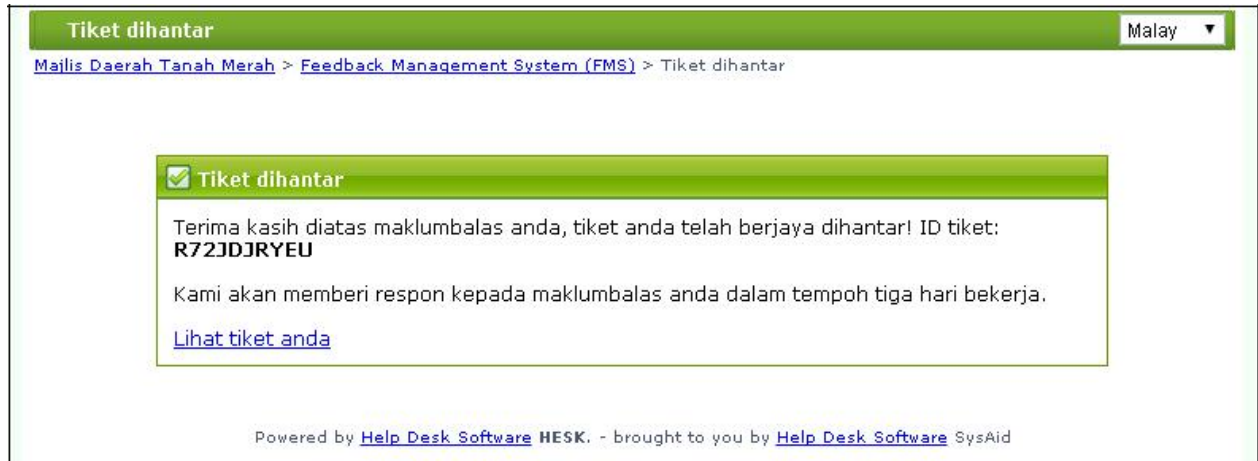 Tiket dihantar
Malay
Majlis Daerah Tanah Merah > Feedback Management System (FMS) > Tiket dihantar
Tiket dihantar
Terima kasih diatas maklumbalas anda, tiket anda telah berjaya dihantar! ID tiket:
R72JDJRYEU
Kami akan memberi respon kepada maklumbalas anda dalam tempoh tiga hari bekerja.
Lihat tiket anda
Powered by Help Desk Software HESK. - brought to you by Help Desk Software SysAid